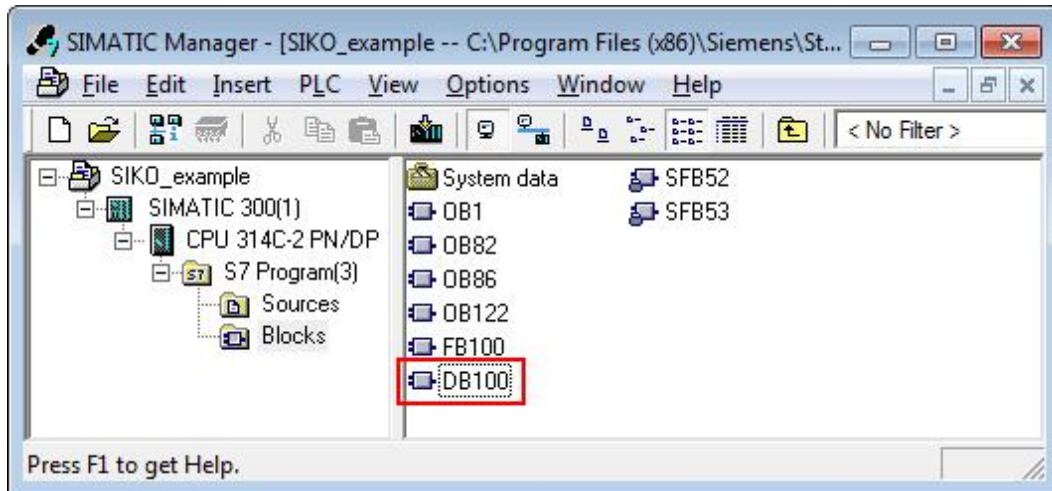 SIMATIC Manager - [SIKO_example -- C:\Program Files (x86)\Siemens\St...
File Edit Insert PLC View Options Window Help
< No Filter >
SIKO_example
SIMATIC 300(1)
CPU 314C-2 PN/DP
S7 Program(3)
Sources
Blocks
System data
OB1
OB82
OB86
OB122
FB100
DB100
SFB52
SFB53
Press F1 to get Help.